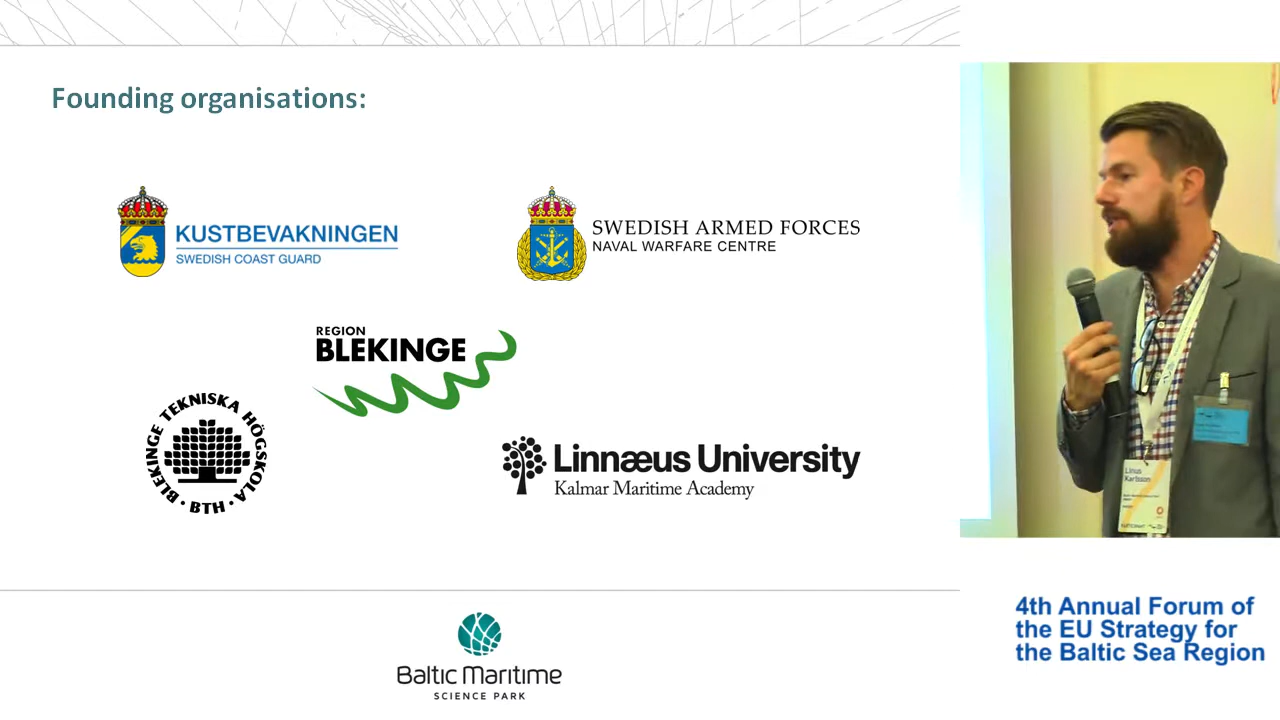 Founding organisations:
KUSTBEVAKNINGEN
SWEDISH COAST GUARD
SWEDISH ARMED FORCES
NAVAL WARFARE CENTRE
REGION
BLEKINGE
BLEKINGE TEKNISKA HÖGSKOLA
· BTH ·
Linnæus University
Kalmar Maritime Academy
Baltic Maritime
SCIENCE PARK
Linus
Karlsson
4th Annual Forum of
the EU Strategy for
the Baltic Sea Region